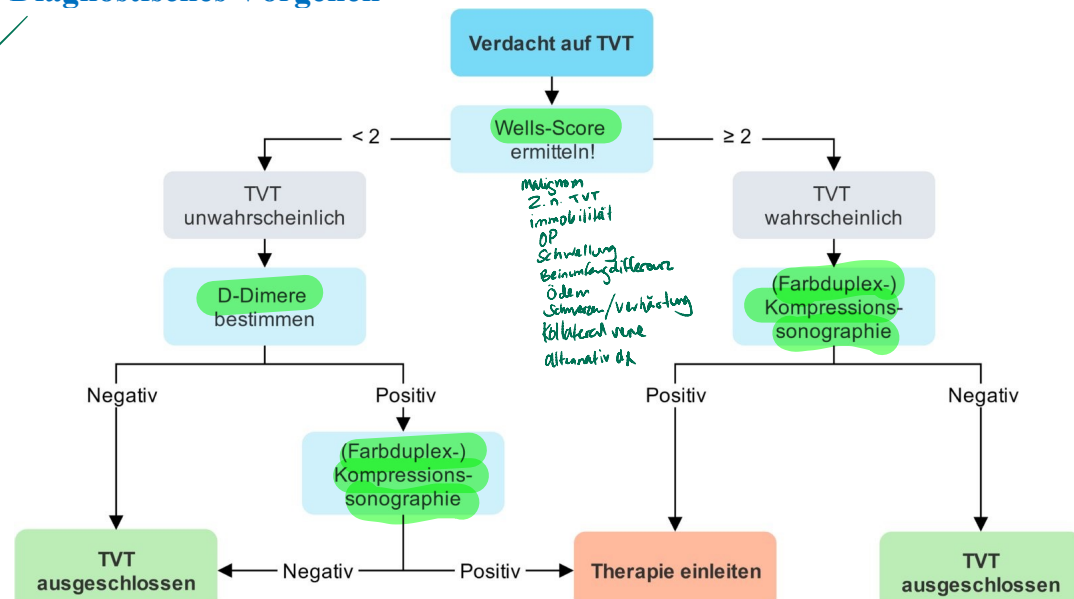 Diagnostisches Vorgehen
Verdacht auf TVT
Wells-Score
ermitteln!
< 2
≥ 2
TVT
unwahrscheinlich
Malignom
Z.n. TVT
immobilität
OP
Schwellung
Beinumfangdifferenz
Ödem
Schmerzen/Verhärtung
Kollateral vene
alternativ dx
TVT
wahrscheinlich
D-Dimere
bestimmen
(Farbduplex-)
Kompressions-
sonographie
Negativ
Positiv
Positiv
Negativ
(Farbduplex-)
Kompressions-
sonographie
TVT
ausgeschlossen
Negativ
Positiv
Therapie einleiten
TVT
ausgeschlossen